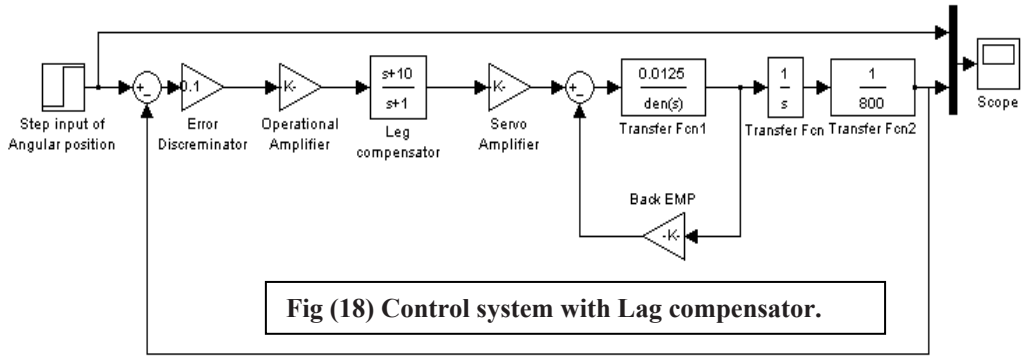 +
-
0.1
K-
s+10
s+1
K-
+
-
0.0125
den(s)
1
s
1
800
Step input of
Angular position
Error
Discreminator
Operational
Amplifier
Leg
compensator
Servo
Amplifier
Transfer Fcn1
Transfer Fcn
Transfer Fcn2
Scope
Back EMP
-K-
Fig (18) Control system with Lag compensator.